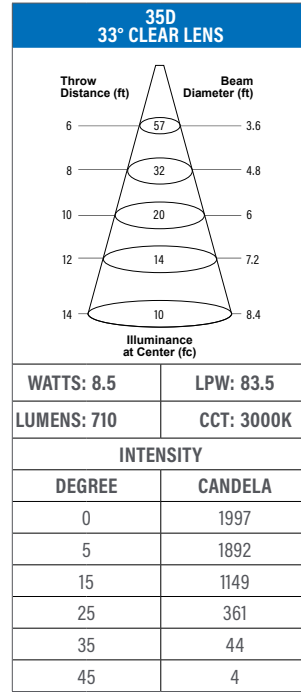 35D
33° CLEAR LENS
Throw
Distance (ft)
Beam
Diameter (ft)
6 57 3.6
8 32 4.8
10 20 6
12 14 7.2
14 10 8.4
Illuminance
at Center (fc)
WATTS: 8.5 LPW: 83.5
LUMENS: 710 CCT: 3000K
INTENSITY
DEGREE CANDELA
0 1997
5 1892
15 1149
25 361
35 44
45 4